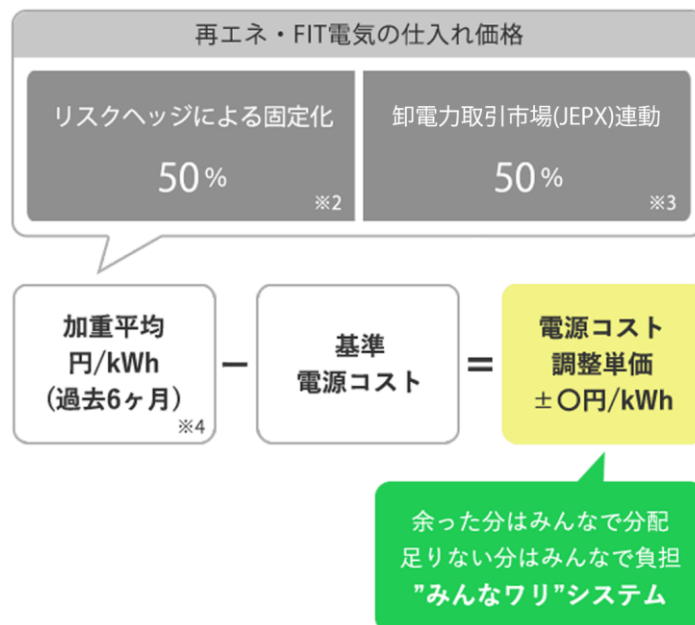 再エネ・FIT電気の仕入れ価格
リスクヘッジによる固定化
50%
※2
卸電力取引市場(JEPX)連動
50%
※3
加重平均
円/kWh
(過去6ヶ月)
※4
−
基準
電源コスト
=
電源コスト
調整単価
±〇円/kWh
余った分はみんなで分配
足りない分はみんなで負担
”みんなワリ”システム